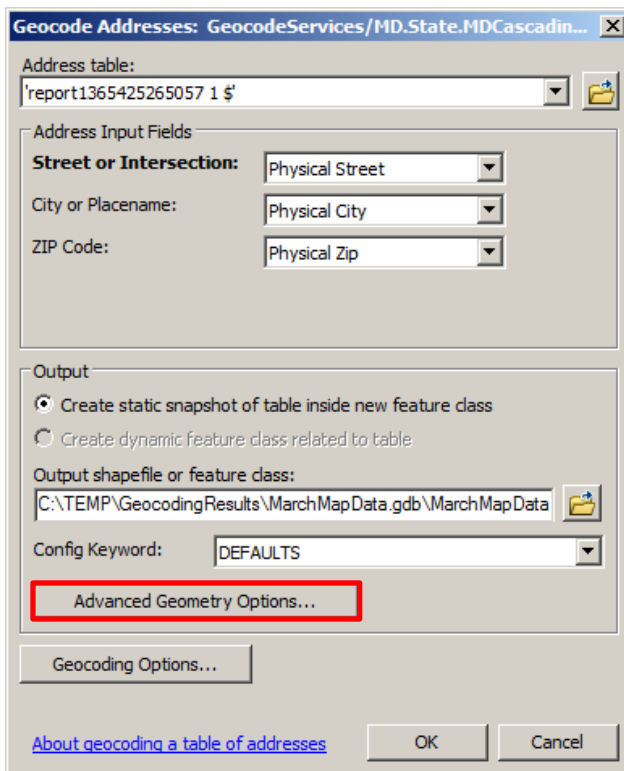 Geocode Addresses: GeocodeServices/MD.State.MDCascadin...
Address table:
'report1365425265057 1 $'
Address Input Fields
Street or Intersection: Physical Street
City or Placename: Physical City
ZIP Code: Physical Zip
Output
Create static snapshot of table inside new feature class
Create dynamic feature class related to table
Output shapefile or feature class:
C:\TEMP\GeocodingResults\MarchMapData.gdb\MarchMapData
Config Keyword: DEFAULTS
Advanced Geometry Options...
Geocoding Options...
About geocoding a table of addresses OK Cancel